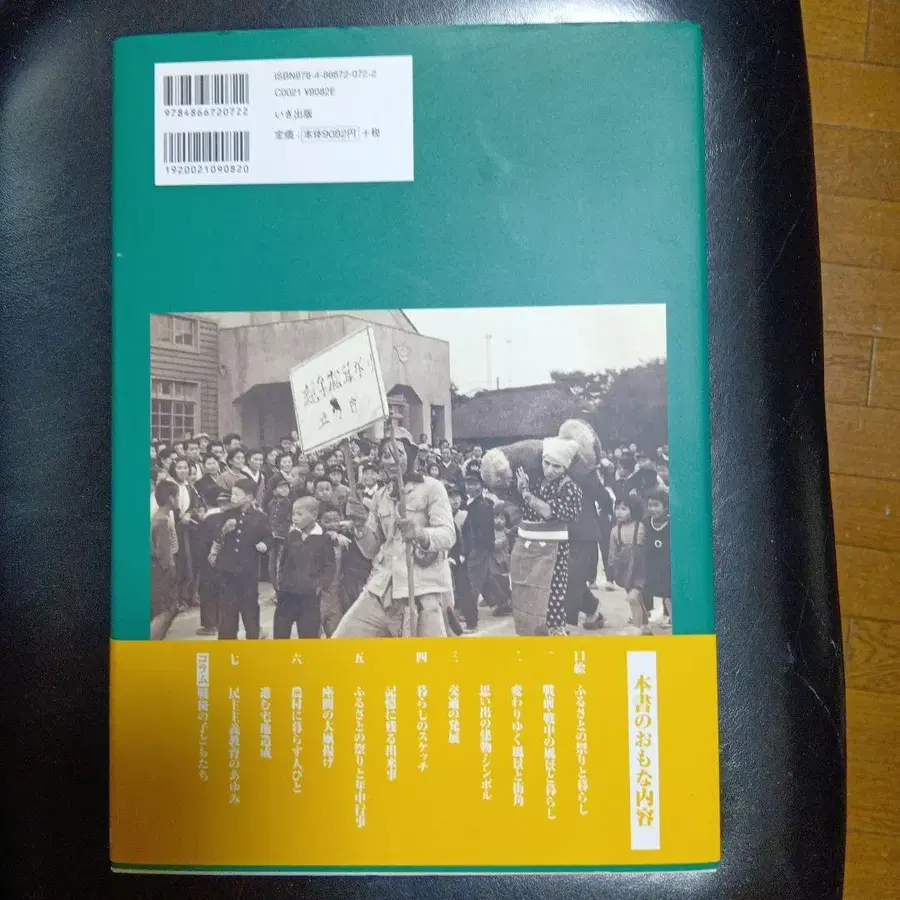 ISBN978-4-86672-072-2
C0021 ¥9082E
いき出版
定価：本体9082円＋税
9784866720722
1920021090820
本書のおもな内容
口絵 ふるさとの祭りと暮らし
一 戦前・戦中の風景と暮らし
二 変わりゆく風景と街角
思い出の建物・シンボル
三 交通の発展
四 暮らしのスケッチ
記憶に残る出来事
五 ふるさとの祭りと年中行事
座間の大凧揚げ
六 農村に暮らす人びと
進む宅地造成
七 民主主義教育のあゆみ
コラム 戦後の子どもたち